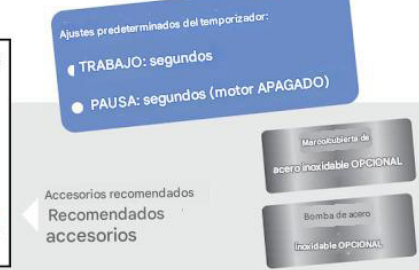 Ajustes predeterminados del temporizador:
TRABAJO: segundos
PAUSA: segundos (motor APAGADO)
Marco/cubierta de
acero inoxidable OPCIONAL
Accesorios recomendados
Recomendados
accesorios
Bomba de acero
inoxidable OPCIONAL